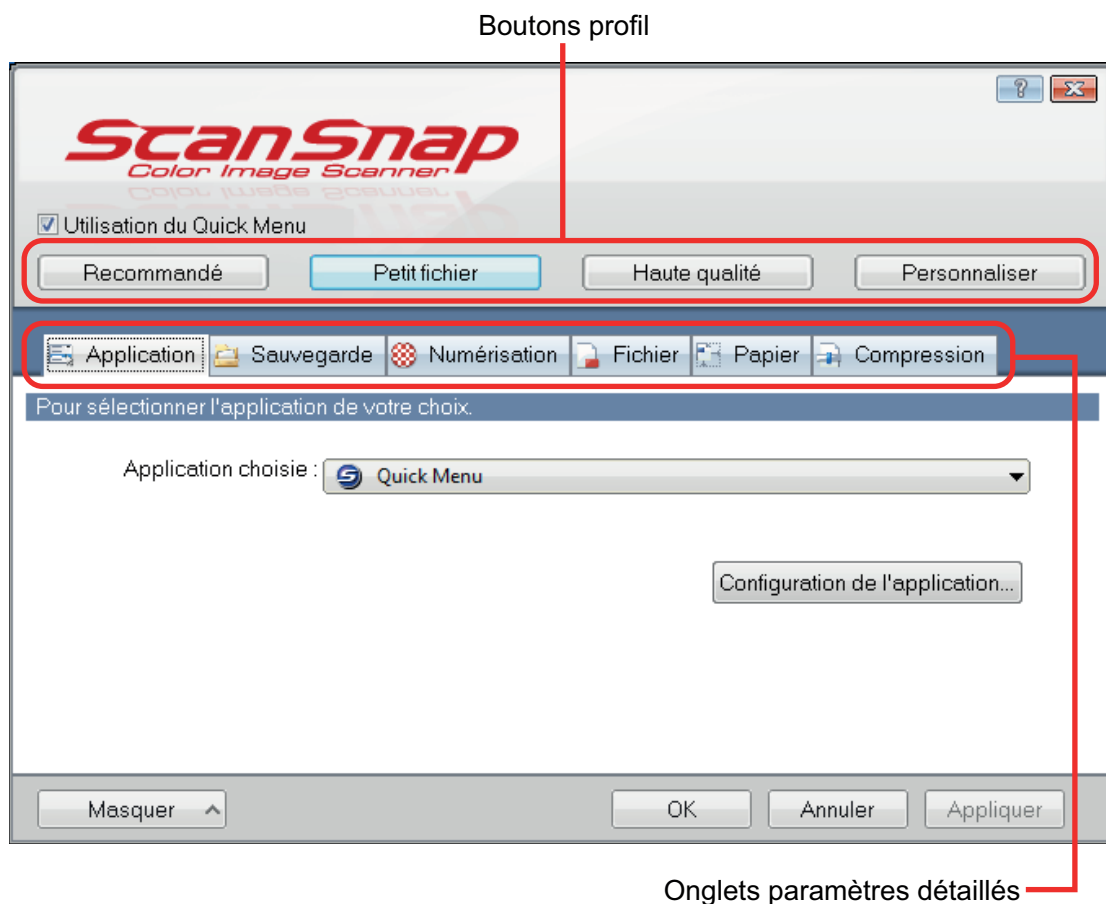 Boutons profil
ScanSnap
Color Image Scanner
Utilisation du Quick Menu
Recommandé Petit fichier Haute qualité Personnaliser
Application Sauvegarde Numérisation Fichier Papier Compression
Pour sélectionner l'application de votre choix.
Application choisie : Quick Menu
Configuration de l'application...
Masquer OK Annuler Appliquer
Onglets paramètres détaillés